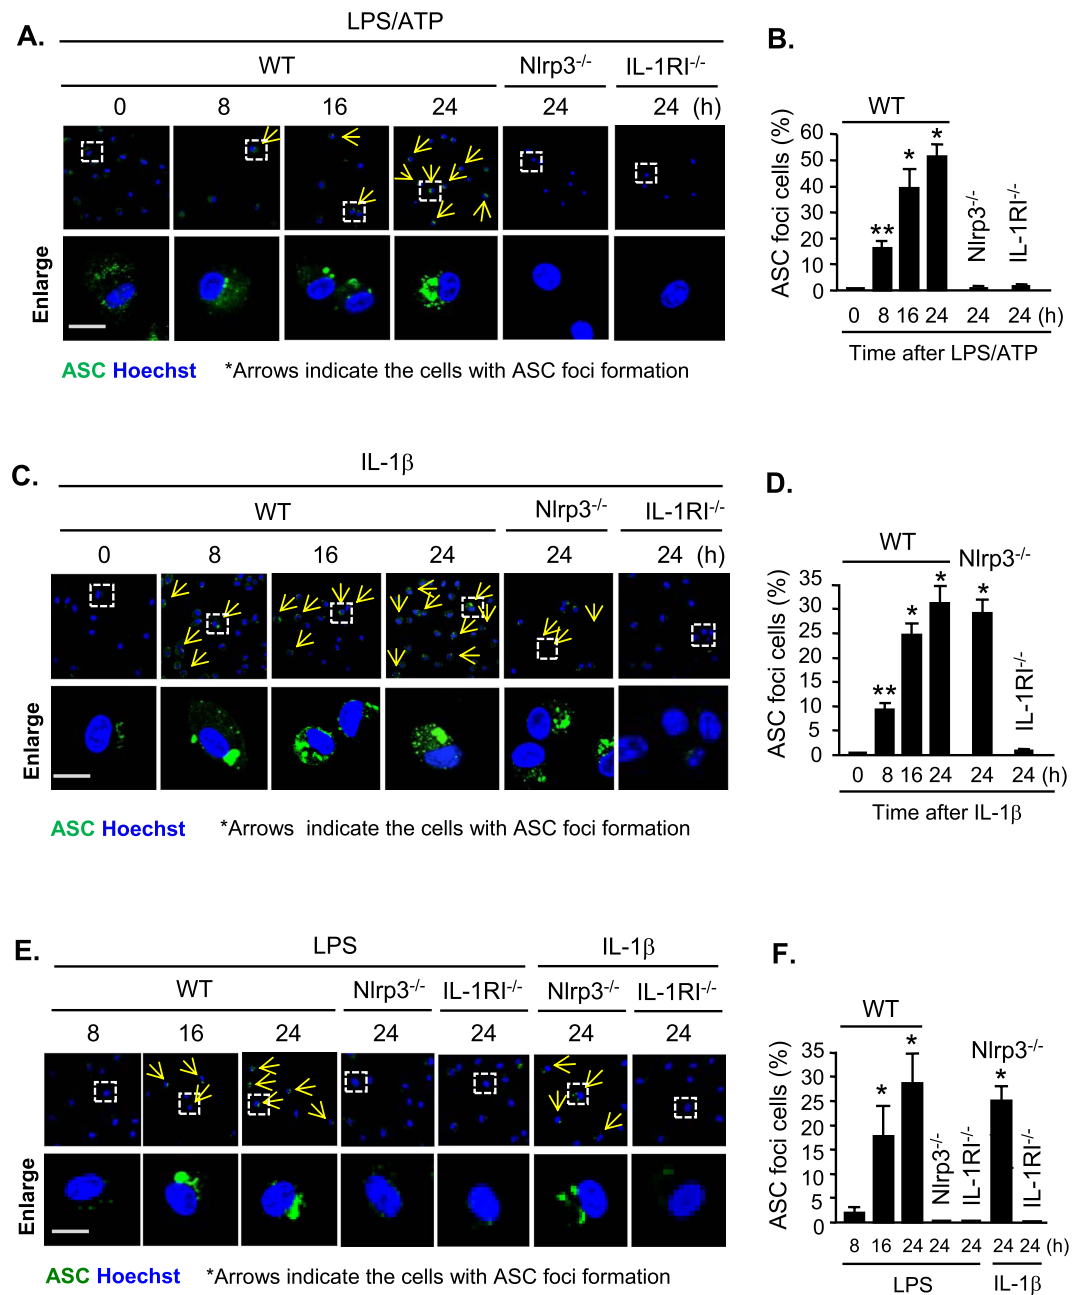 A.
LPS/ATP
WT Nlrp3-/- IL-1RI-/-
0 8 16 24 24 24 (h)
Enlarge
ASC Hoechst *Arrows indicate the cells with ASC foci formation
B.
WT
ASC foci cells (%)
60
50
40
30
20
10
0
** * * Nlrp3-/- IL-1RI-/-
0 8 16 24 24 24 (h)
Time after LPS/ATP
C.
IL-1β
WT Nlrp3-/- IL-1RI-/-
0 8 16 24 24 24 (h)
Enlarge
ASC Hoechst *Arrows indicate the cells with ASC foci formation
D.
WT Nlrp3-/-
ASC foci cells (%)
35
30
25
20
15
10
5
0
** * * * IL-1RI-/-
0 8 16 24 24 24 (h)
Time after IL-1β
E.
LPS IL-1β
WT Nlrp3-/- IL-1RI-/- Nlrp3-/- IL-1RI-/-
8 16 24 24 24 24 24
Enlarge
ASC Hoechst *Arrows indicate the cells with ASC foci formation
F.
WT
Nlrp3-/-
ASC foci cells (%)
35
30
25
20
15
10
5
0
* * Nlrp3-/- IL-1RI-/- * IL-1RI-/-
8 16 24 24 24 24 24 (h)
LPS IL-1β